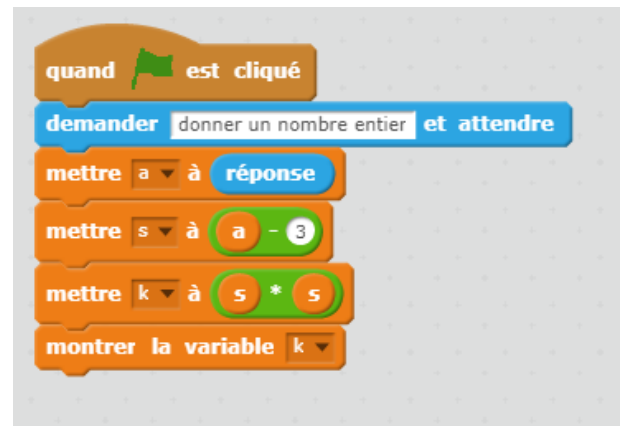 quand est cliqué
demander donner un nombre entier et attendre
mettre a à réponse
mettre s à a - 3
mettre k à s * s
montrer la variable k